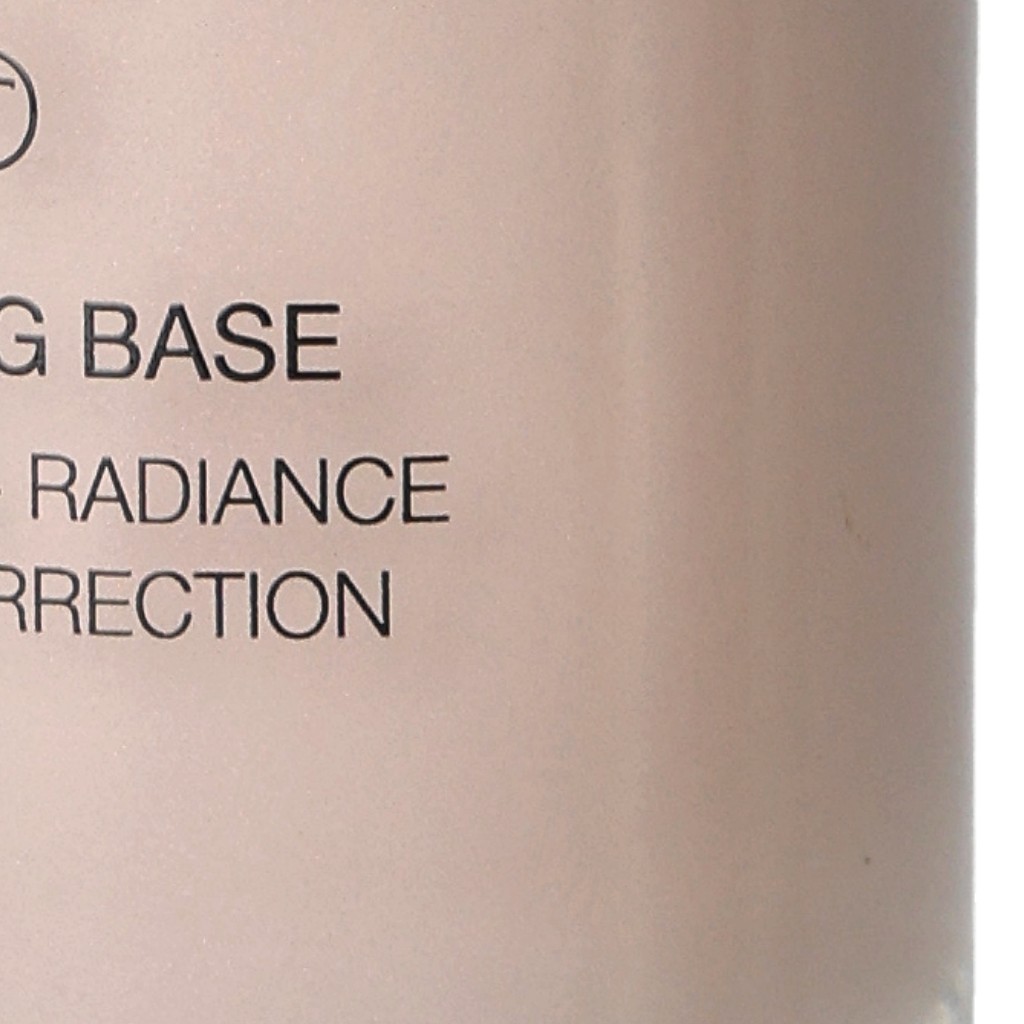 G BASE
- RADIANCE
RRECTION